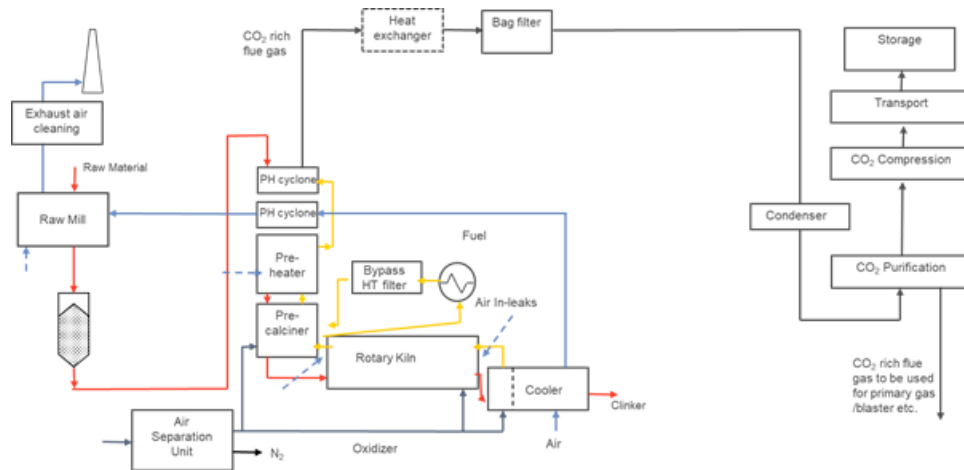 CO₂ rich
flue gas
Heat
exchanger
Bag filter
Storage
Transport
CO₂ Compression
Condenser
CO₂ Purification
CO₂ rich flue
gas to be used
for primary gas
/blaster etc.
Exhaust air
cleaning
Raw Material
Raw Mill
PH cyclone
PH cyclone
Pre-
heater
Pre-
calciner
Fuel
Bypass
HT filter
Air In-leaks
Rotary Kiln
Cooler
Clinker
Air
Oxidizer
Air
Separation
Unit
N₂